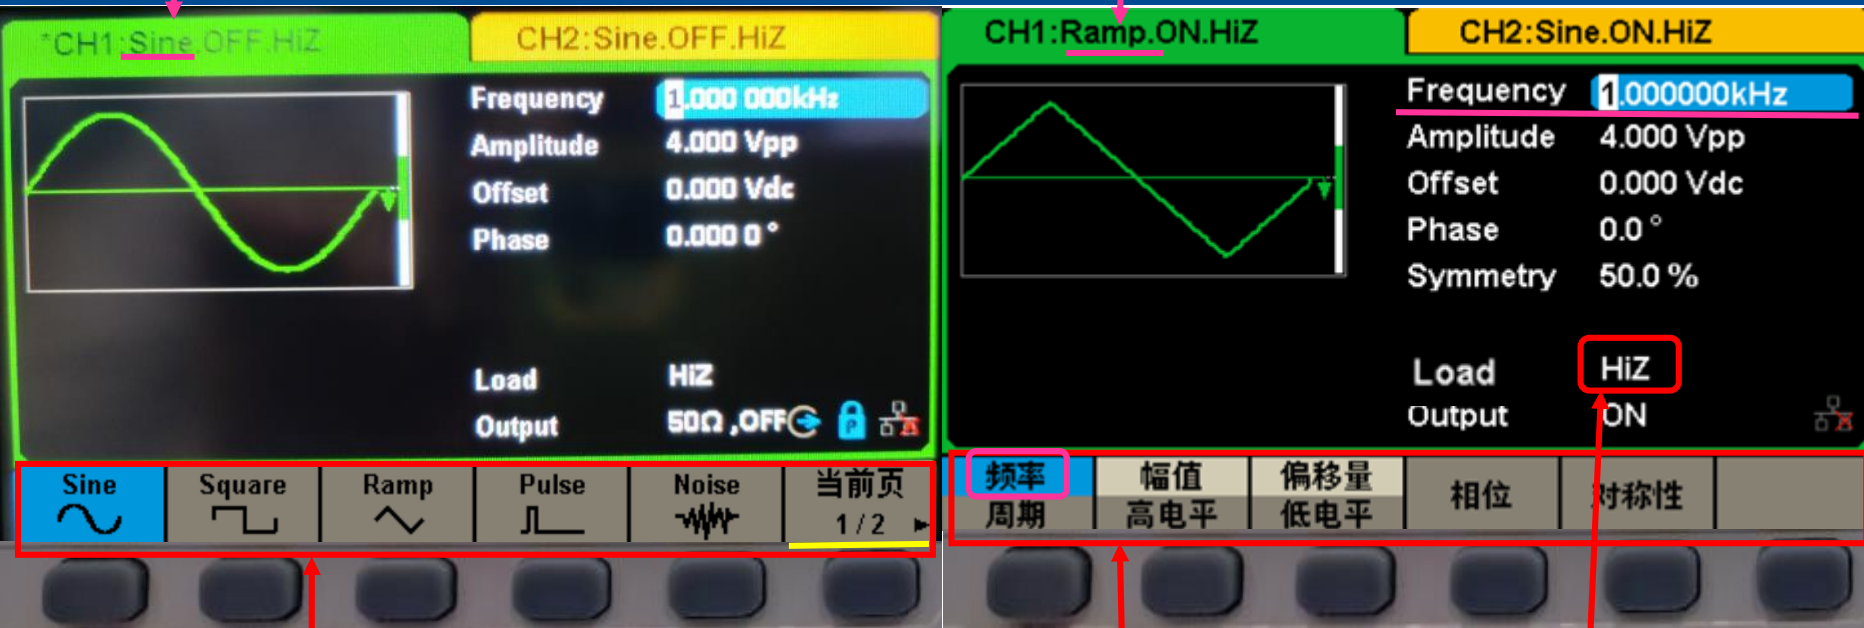 *CH1:Sine.OFF.HiZ
CH2:Sine.OFF.HiZ
Frequency 1.000 000kHz
Amplitude 4.000 Vpp
Offset 0.000 Vdc
Phase 0.000 0 °
Load HiZ
Output 50Ω ,OFF
P
Sine Square Ramp Pulse Noise 当前页
1 / 2
CH1:Ramp.ON.HiZ
CH2:Sine.ON.HiZ
Frequency 1.000000kHz
Amplitude 4.000 Vpp
Offset 0.000 Vdc
Phase 0.0 °
Symmetry 50.0 %
Load HiZ
Output ON
频率 幅值 偏移量 相位 对称性
周期 高电平 低电平